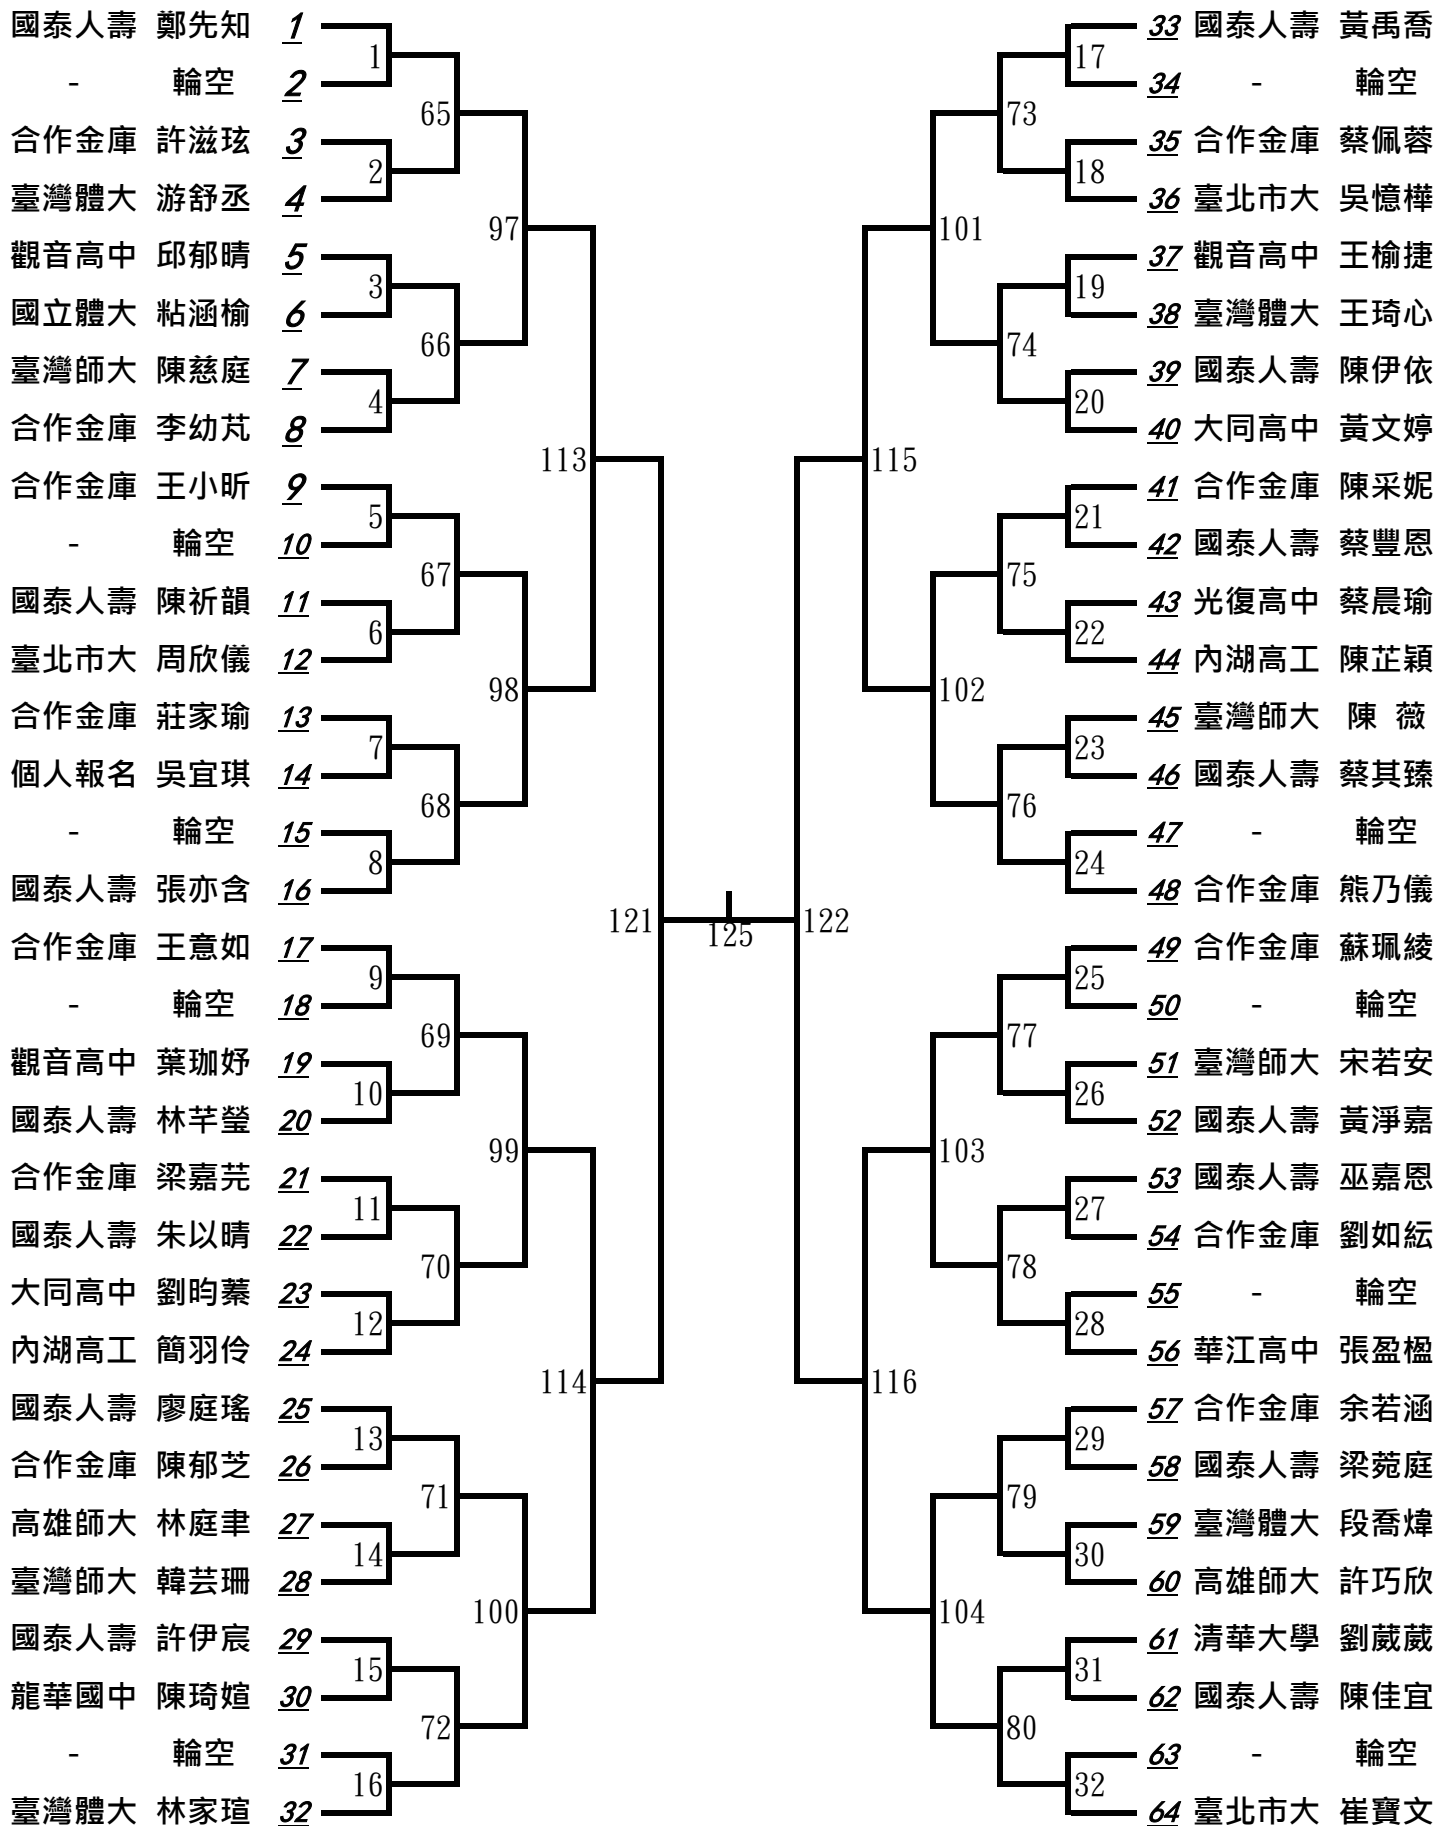 國泰人壽 鄭先知 1
- 輪空 2
合作金庫 許滋玹 3
臺灣體大 游舒丞 4
觀音高中 邱郁晴 5
國立體大 粘涵榆 6
臺灣師大 陳慈庭 7
合作金庫 李幼芃 8
合作金庫 王小昕 9
- 輪空 10
國泰人壽 陳祈韻 11
臺北市大 周欣儀 12
合作金庫 莊家瑜 13
個人報名 吳宜琪 14
- 輪空 15
國泰人壽 張亦含 16
合作金庫 王意如 17
- 輪空 18
觀音高中 葉珈妤 19
國泰人壽 林芊瑩 20
合作金庫 梁嘉芫 21
國泰人壽 朱以晴 22
大同高中 劉昀蓁 23
內湖高工 簡羽伶 24
國泰人壽 廖庭瑤 25
合作金庫 陳郁芝 26
高雄師大 林庭聿 27
臺灣師大 韓芸珊 28
國泰人壽 許伊宸 29
龍華國中 陳琦媗 30
- 輪空 31
臺灣體大 林家瑄 32
1
2
3
4
5
6
7
8
9
10
11
12
13
14
15
16
65
66
67
68
69
70
71
72
97
98
99
100
113
114
121
125
122
115
116
101
102
103
104
73
74
75
76
77
78
79
80
17
18
19
20
21
22
23
24
25
26
27
28
29
30
31
32
33 國泰人壽 黃禹喬
34 - 輪空
35 合作金庫 蔡佩蓉
36 臺北市大 吳憶樺
37 觀音高中 王榆捷
38 臺灣體大 王琦心
39 國泰人壽 陳伊依
40 大同高中 黃文婷
41 合作金庫 陳采妮
42 國泰人壽 蔡豐恩
43 光復高中 蔡晨瑜
44 內湖高工 陳芷穎
45 臺灣師大 陳 薇
46 國泰人壽 蔡其臻
47 - 輪空
48 合作金庫 熊乃儀
49 合作金庫 蘇珮綾
50 - 輪空
51 臺灣師大 宋若安
52 國泰人壽 黃淨嘉
53 國泰人壽 巫嘉恩
54 合作金庫 劉如紜
55 - 輪空
56 華江高中 張盈楹
57 合作金庫 余若涵
58 國泰人壽 梁菀庭
59 臺灣體大 段喬煒
60 高雄師大 許巧欣
61 清華大學 劉葳葳
62 國泰人壽 陳佳宜
63 - 輪空
64 臺北市大 崔寶文